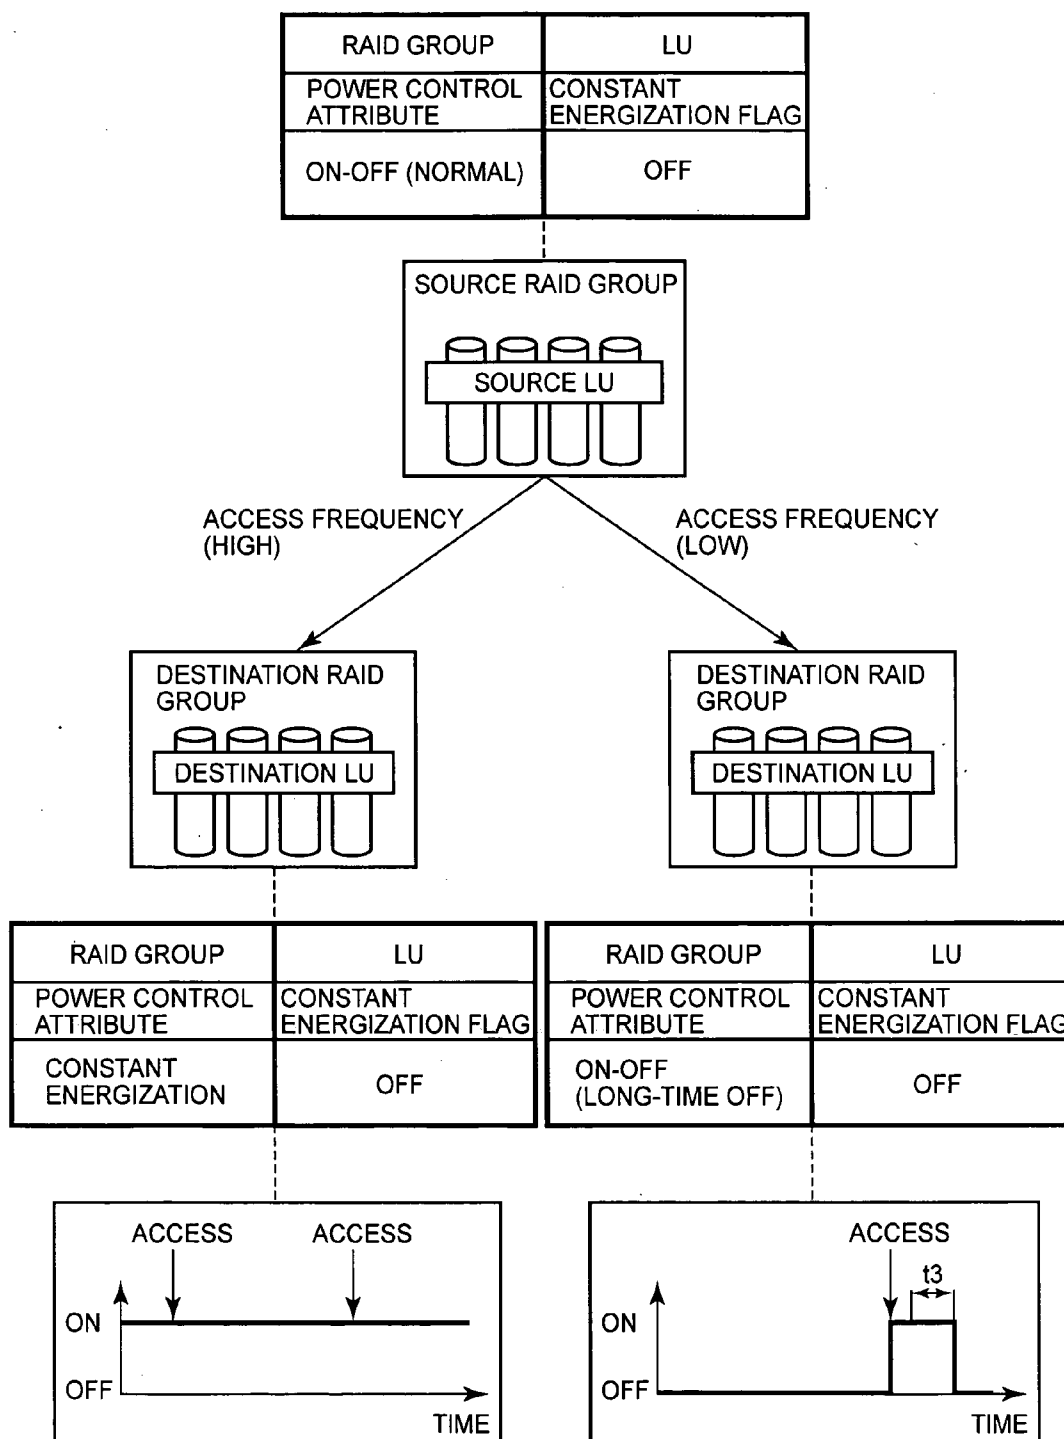 RAID GROUP
LU
POWER CONTROL
ATTRIBUTE
CONSTANT
ENERGIZATION FLAG
ON-OFF (NORMAL)
OFF
SOURCE RAID GROUP
SOURCE LU
ACCESS FREQUENCY
(HIGH)
ACCESS FREQUENCY
(LOW)
DESTINATION RAID
GROUP
DESTINATION LU
DESTINATION RAID
GROUP
DESTINATION LU
RAID GROUP
LU
POWER CONTROL
ATTRIBUTE
CONSTANT
ENERGIZATION FLAG
CONSTANT
ENERGIZATION
OFF
RAID GROUP
LU
POWER CONTROL
ATTRIBUTE
CONSTANT
ENERGIZATION FLAG
ON-OFF
(LONG-TIME OFF)
OFF
ACCESS
ACCESS
ON
OFF
TIME
ACCESS
t3
ON
OFF
TIME